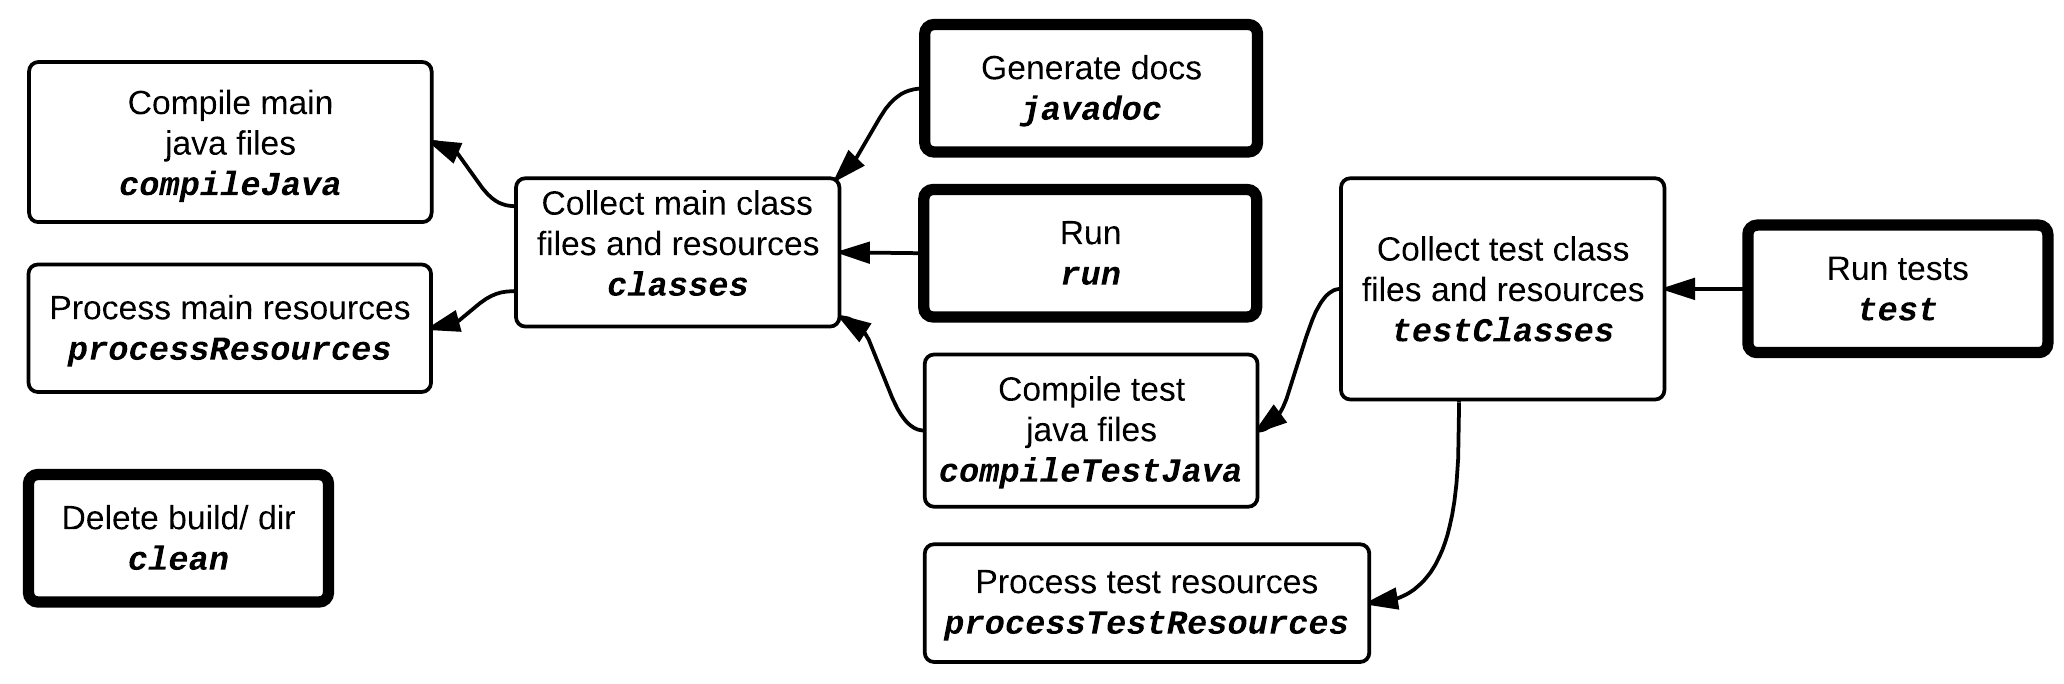 Compile main
java files
compileJava
Process main resources
processResources
Delete build/ dir
clean
Collect main class
files and resources
classes
Generate docs
javadoc
Run
run
Compile test
java files
compileTestJava
Process test resources
processTestResources
Collect test class
files and resources
testClasses
Run tests
test